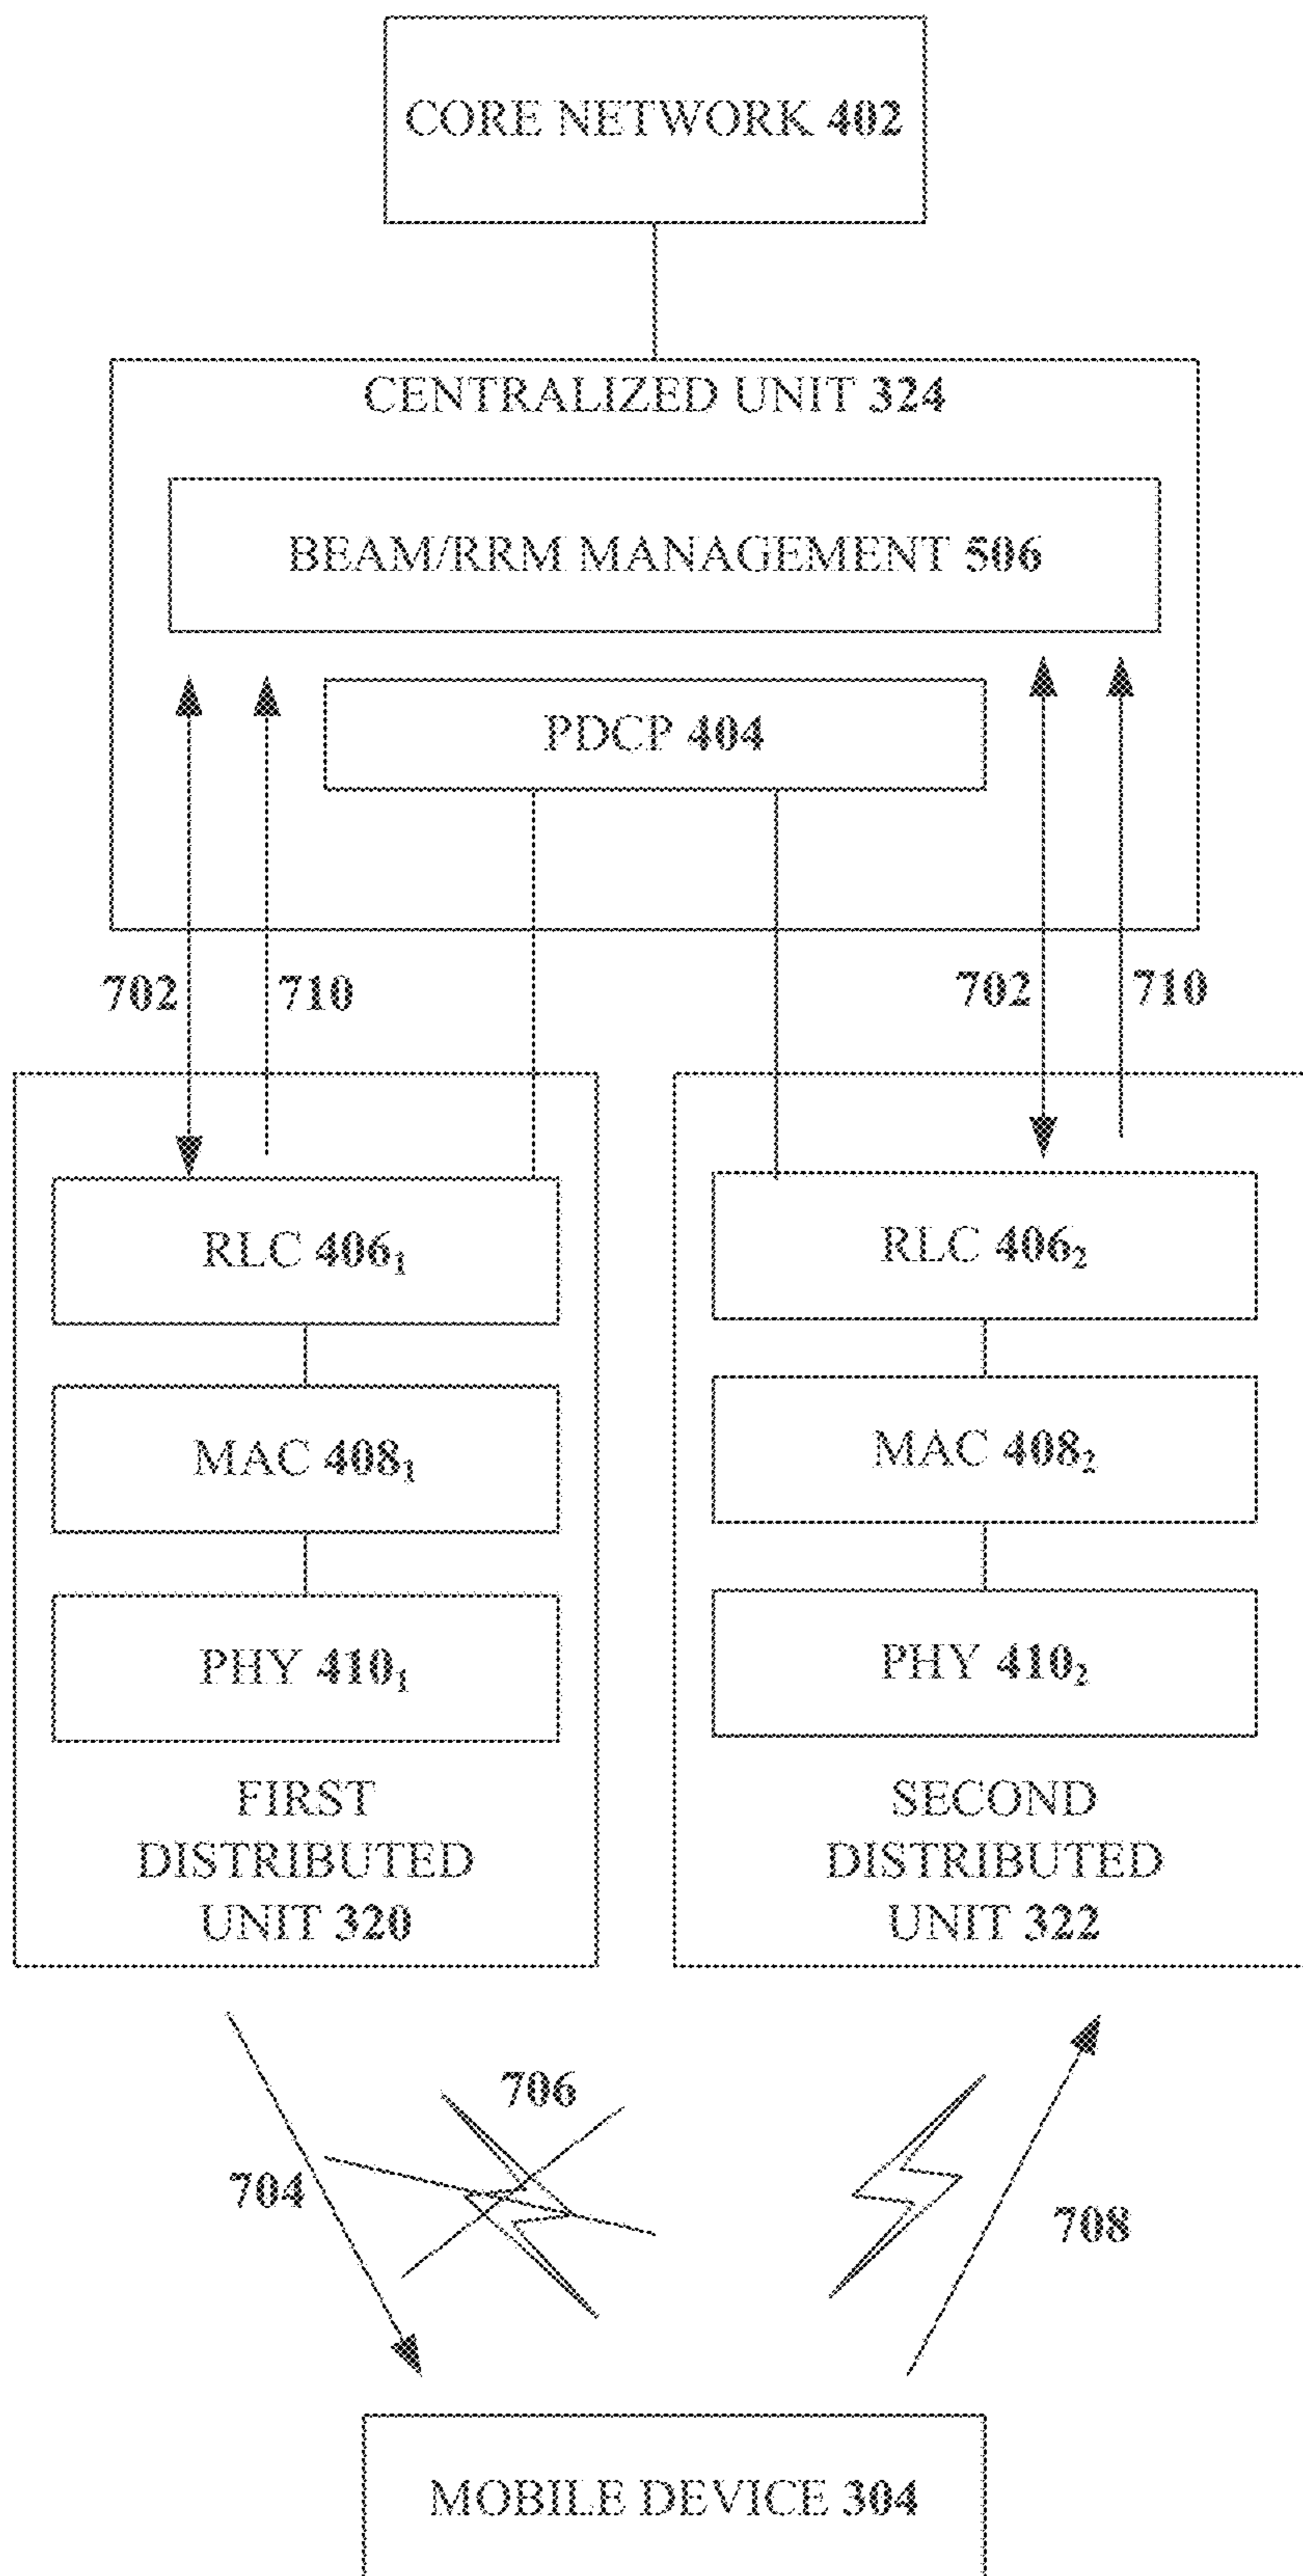 CORE NETWORK 402
CENTRALIZED UNIT 324
BEAM/RRM MANAGEMENT 506
PDCP 404
702
710
702
710
RLC 406₁
RLC 406₂
MAC 408₁
MAC 408₂
PHY 410₁
PHY 410₂
FIRST
DISTRIBUTED
UNIT 320
SECOND
DISTRIBUTED
UNIT 322
706
704
708
MOBILE DEVICE 304